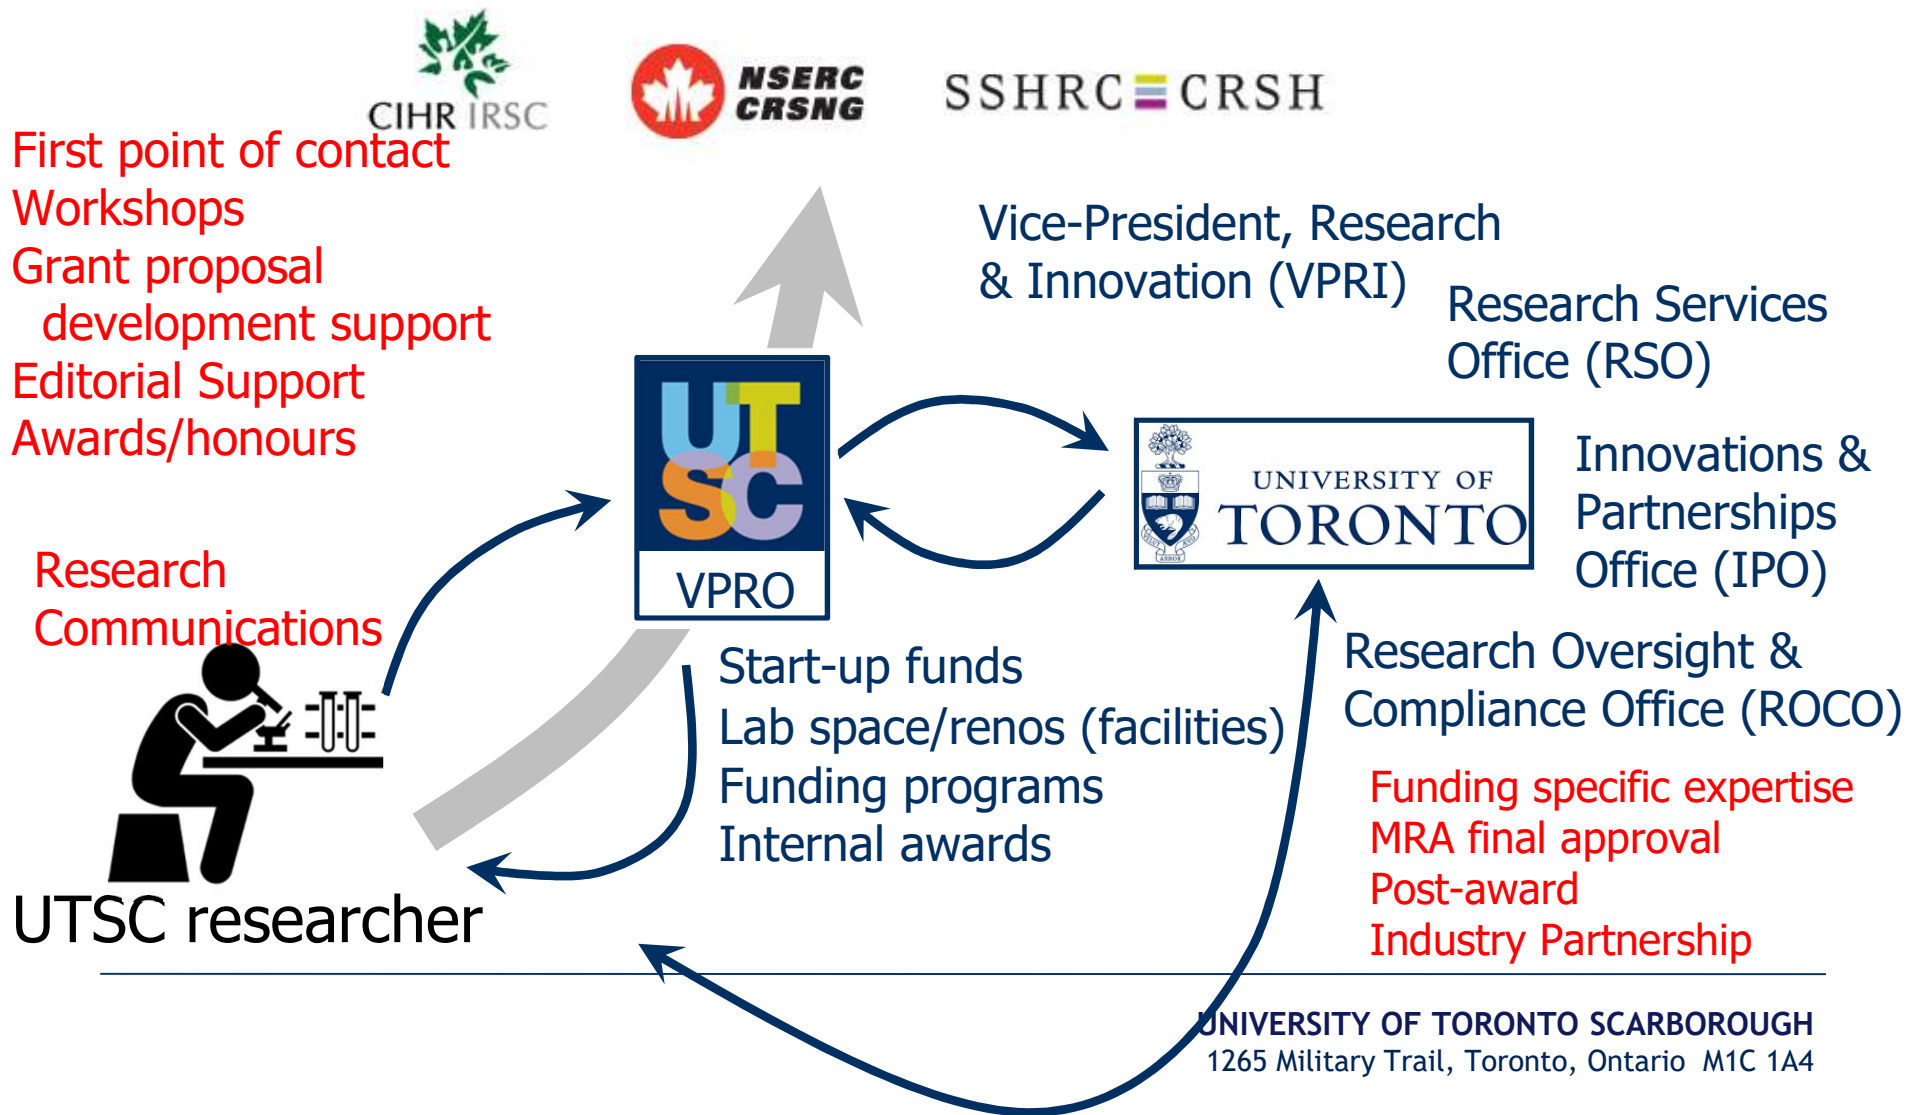 CIHR IRSC
NSERC
CRSNG
SSHRC CRSH
First point of contact
Workshops
Grant proposal
development support
Editorial Support
Awards/honours
Research
Communications
UTSC researcher
UTSC
VPRO
Start-up funds
Lab space/renos (facilities)
Funding programs
Internal awards
Vice-President, Research
& Innovation (VPRI)
Research Services
Office (RSO)
UNIVERSITY OF
TORONTO
Innovations &
Partnerships
Office (IPO)
Research Oversight &
Compliance Office (ROCO)
Funding specific expertise
MRA final approval
Post-award
Industry Partnership
UNIVERSITY OF TORONTO SCARBOROUGH
1265 Military Trail, Toronto, Ontario M1C 1A4